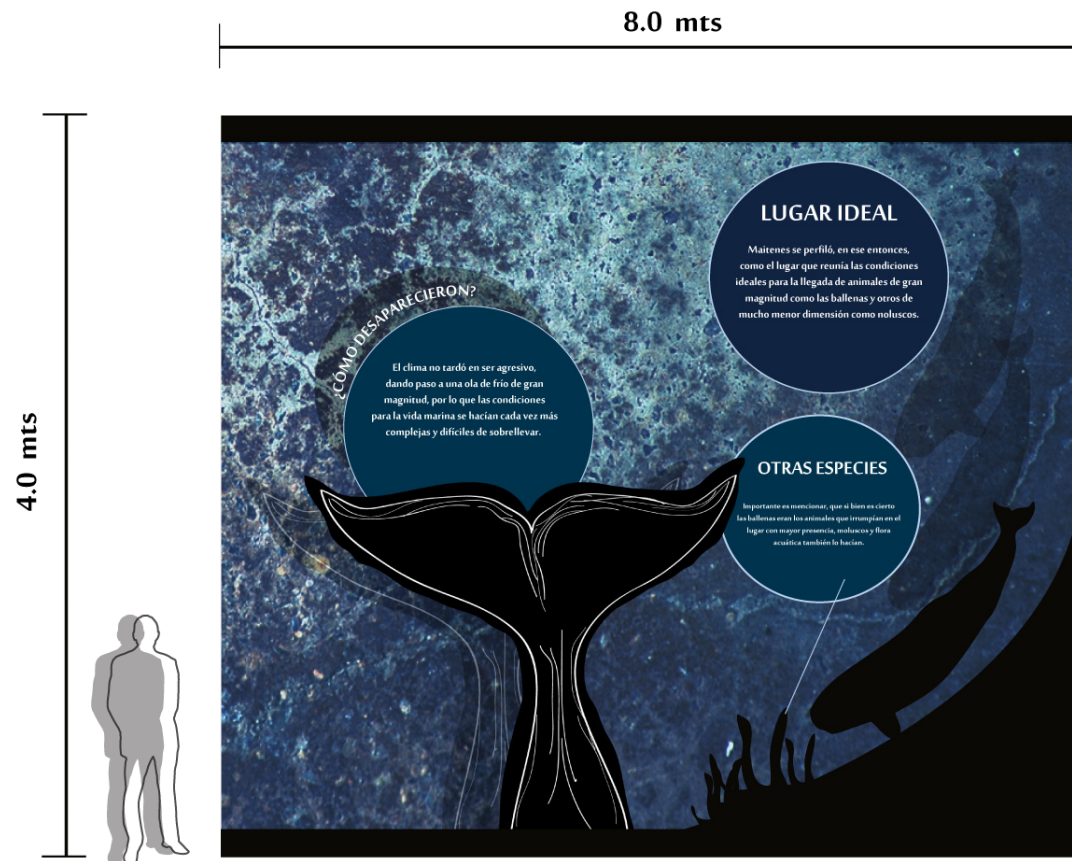 8.0 mts
4.0 mts
LUGAR IDEAL
Maitenes se perfiló, en ese entonces,
como el lugar que reunía las condiciones
ideales para la llegada de animales de gran
magnitud como las ballenas y otros de
mucho menor dimensión como noluscos.
¿COMO DESAPARECIERON?
El clima no tardó en ser agresivo,
dando paso a una ola de frío de gran
magnitud, por lo que las condiciones
para la vida marina se hacían cada vez más
complejas y difíciles de sobrellevar.
OTRAS ESPECIES
Importante es mencionar, que si bien es cierto
las ballenas eran los animales que irrumpían en el
lugar con mayor presencia, moluscos y flora
acuática también lo hacían.